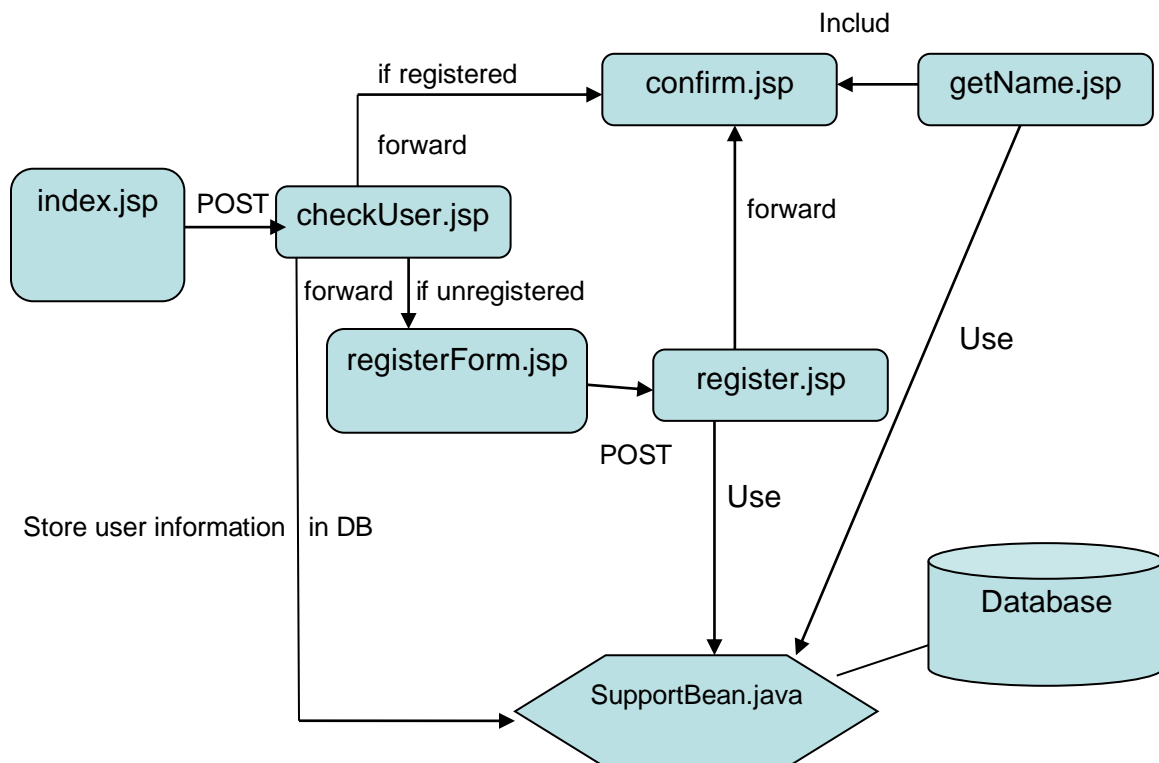 Includ
if registered
confirm.jsp
getName.jsp
forward
index.jsp
POST
checkUser.jsp
forward
forward
if unregistered
Use
registerForm.jsp
register.jsp
POST
Use
Store user information
in DB
Database
SupportBean.java